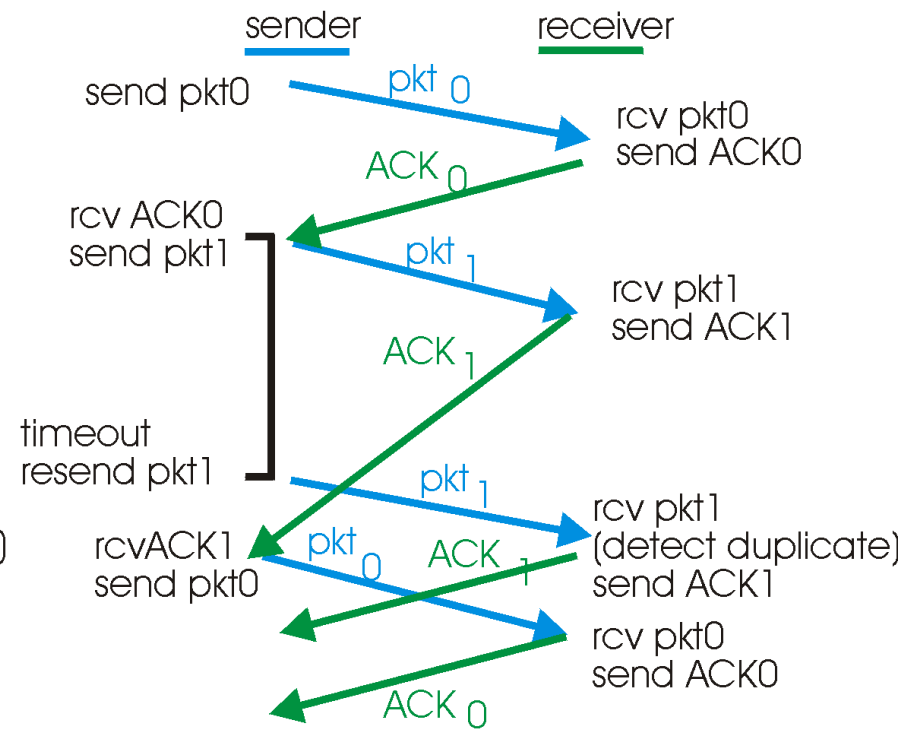 sender
receiver
send pkt0
pkt 0
rcv pkt0
send ACK0
ACK 0
rcv ACK0
send pkt1
pkt 1
rcv pkt1
send ACK1
ACK 1
timeout
resend pkt1
pkt 1
rcv pkt1
(detect duplicate)
send ACK1
rcvACK1
send pkt0
pkt 0
ACK 1
rcv pkt0
send ACK0
ACK 0